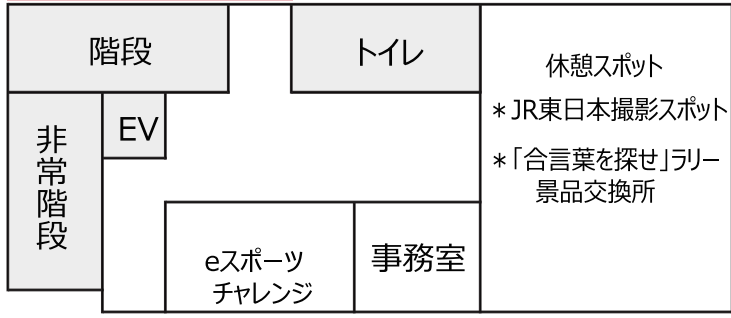 階段
トイレ
休憩スポット
＊JR東日本撮影スポット
＊「合言葉を探せ」ラリー
景品交換所
EV
非常階段
eスポーツ
チャレンジ
事務室